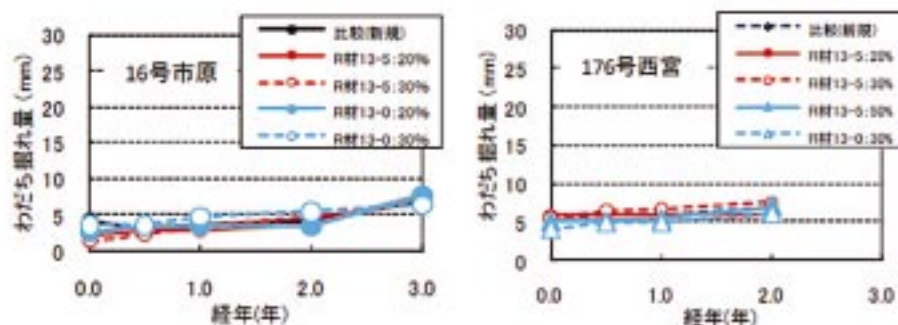 30
25
20
15
10
5
0
わだち掘れ量(mm)
16号市原
比較(新規)
R材13-5:20%
R材13-5:30%
R材13-0:20%
R材13-0:30%
0.0 1.0 2.0 3.0
経年(年)
30
25
20
15
10
5
0
わだち掘れ量(mm)
176号西宮
比較(新規)
R材13-5:20%
R材13-5:30%
R材13-5:50%
R材13-0:30%
0.0 1.0 2.0 3.0
経年(年)